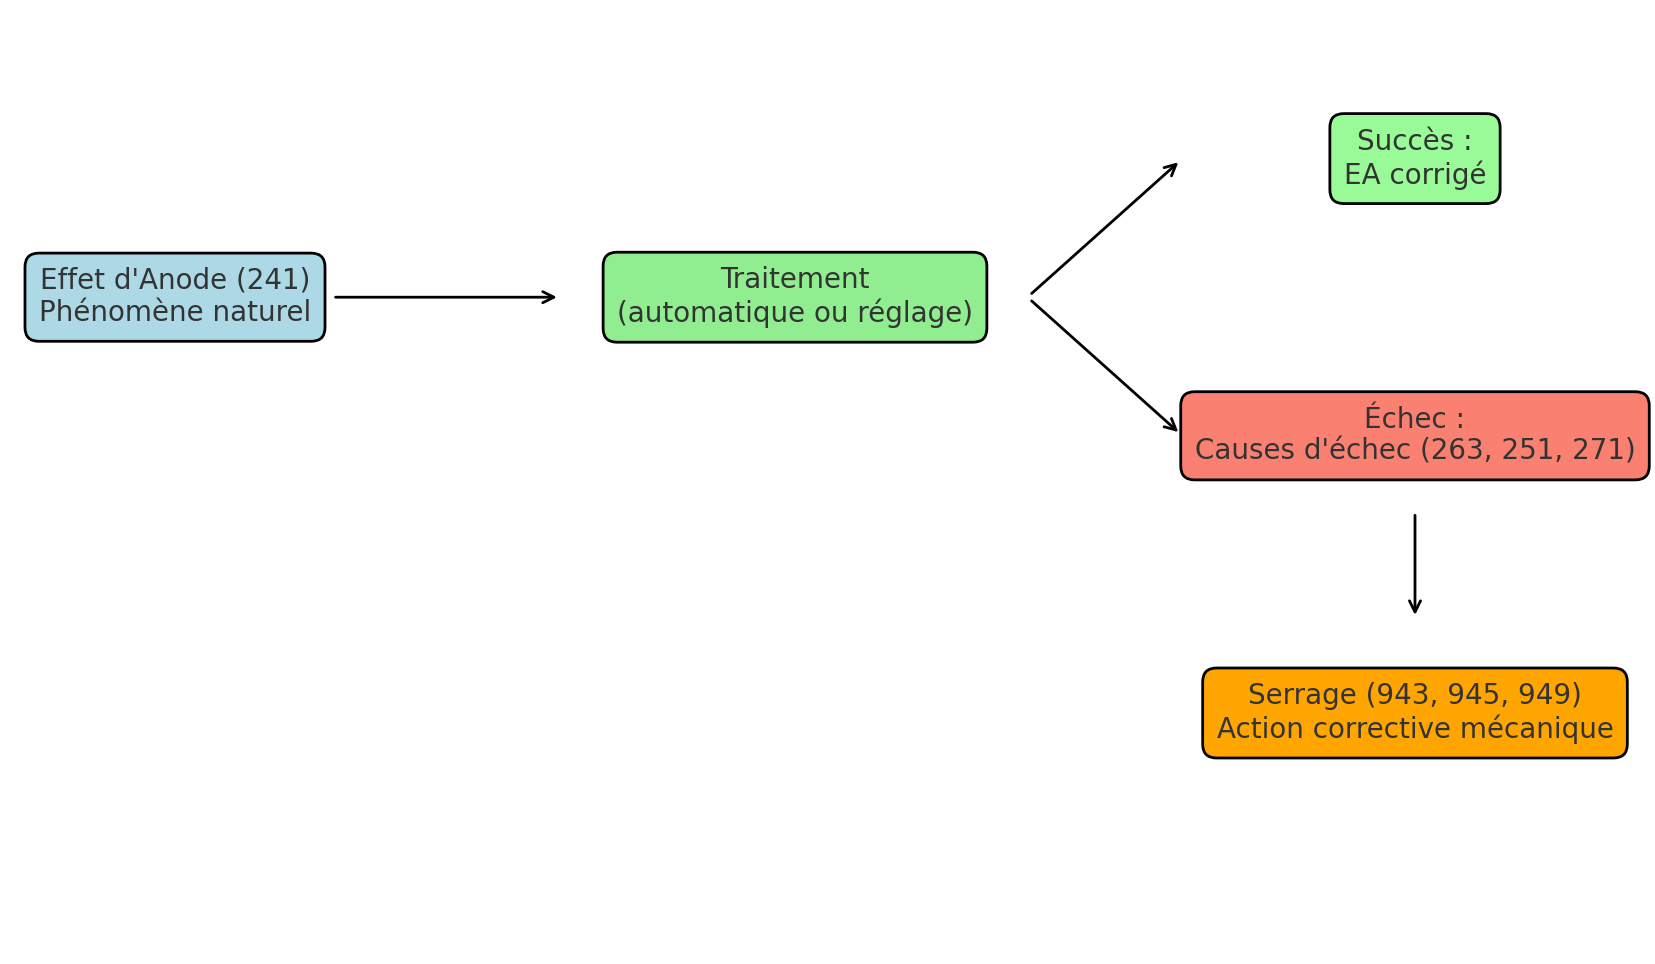 Effet d'Anode (241)
Phénomène naturel
Traitement
(automatique ou réglage)
Succès :
EA corrigé
Échec :
Causes d'échec (263, 251, 271)
Serrage (943, 945, 949)
Action corrective mécanique